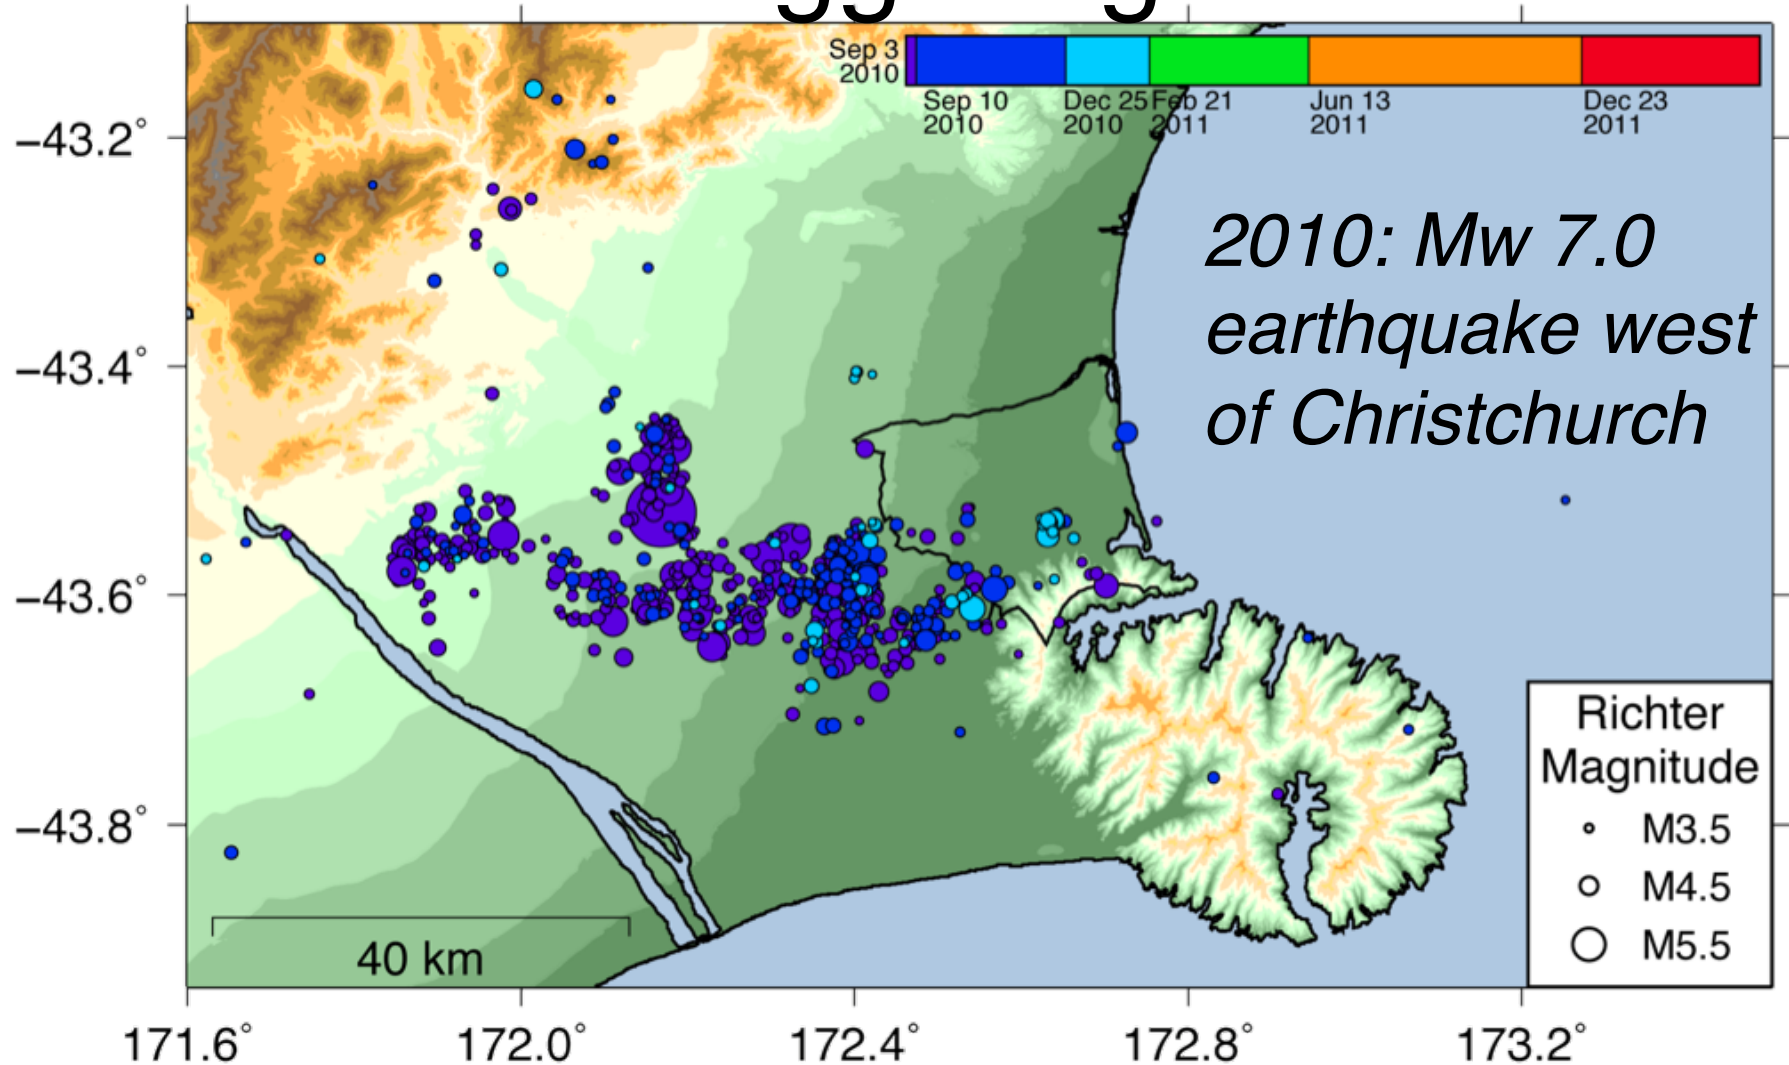 Sep 3
2010
Sep 10
2010
Dec 25
2010
Feb 21
2011
Jun 13
2011
Dec 23
2011
2010: Mw 7.0
earthquake west
of Christchurch
−43.2°
−43.4°
−43.6°
−43.8°
Richter
Magnitude
M3.5
M4.5
M5.5
40 km
171.6°
172.0°
172.4°
172.8°
173.2°